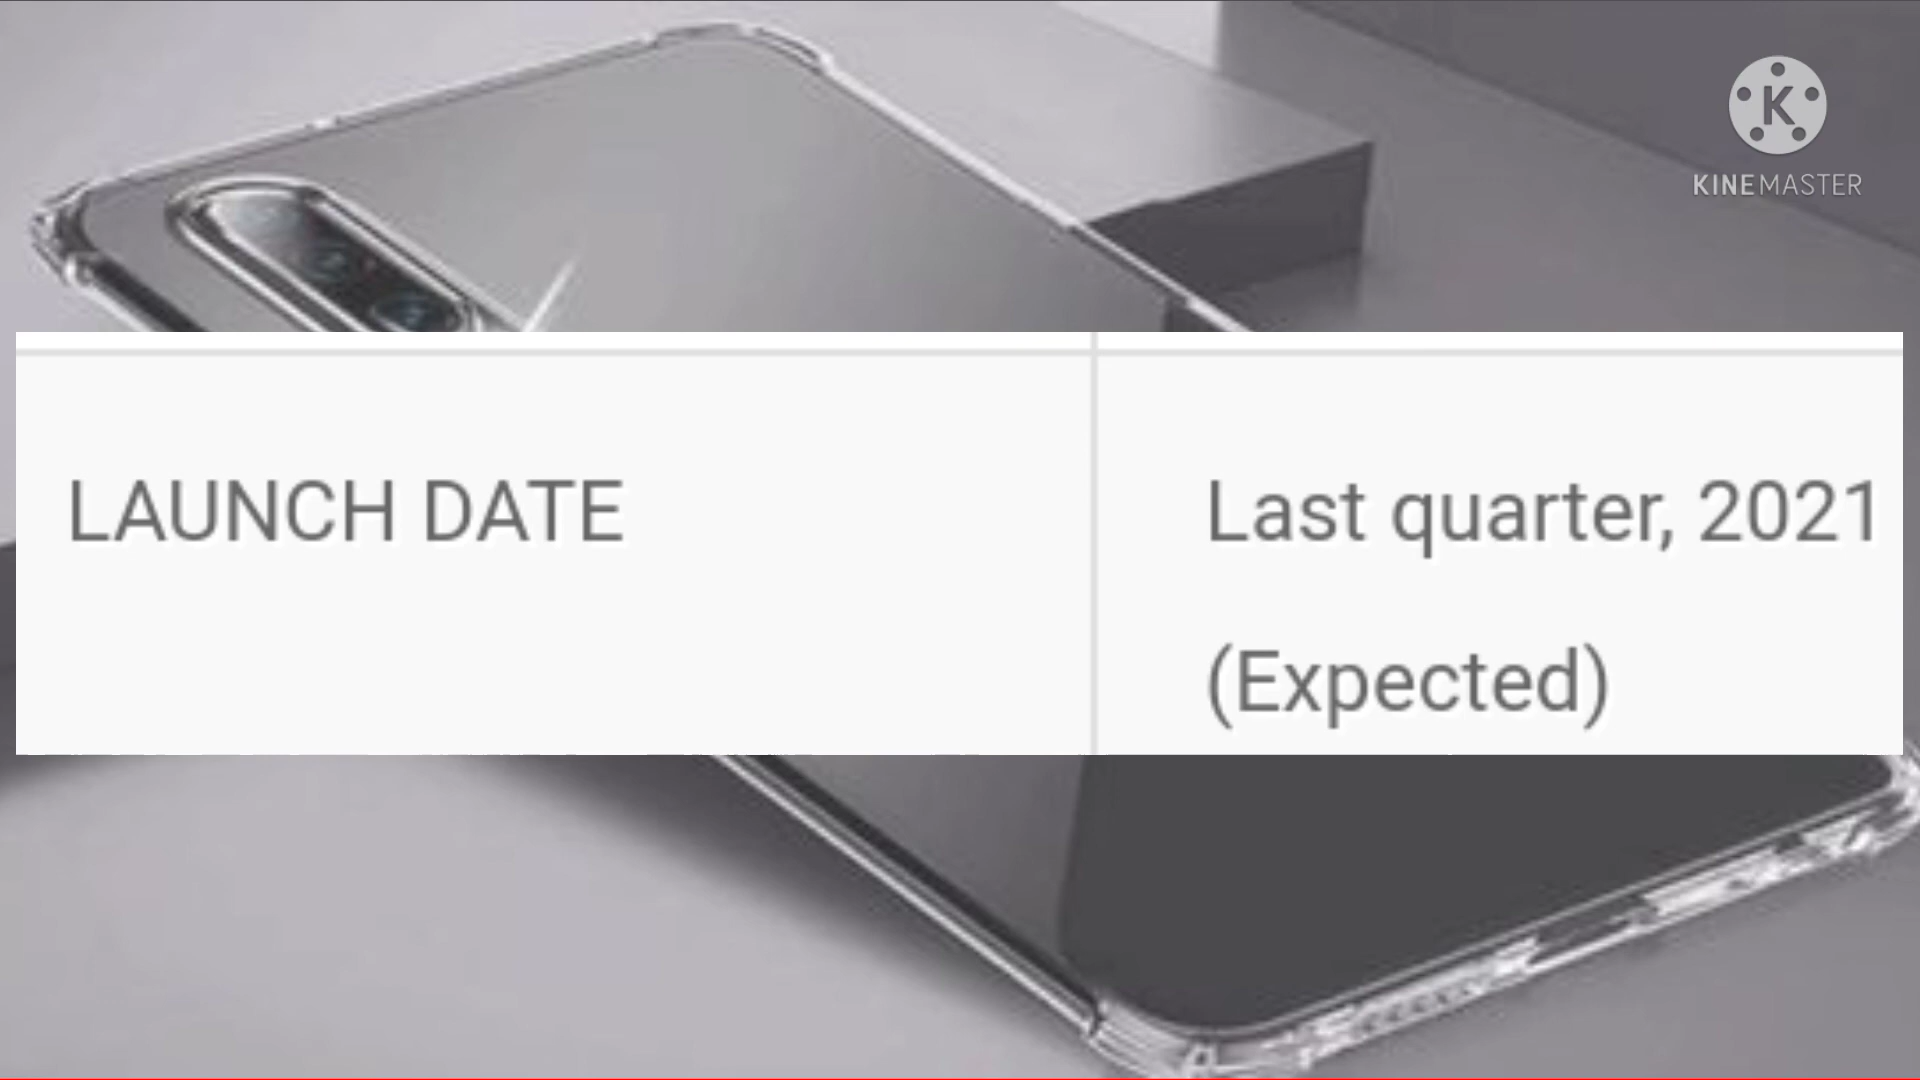 K
KINEMASTER
LAUNCH DATE
Last quarter, 2021
(Expected)